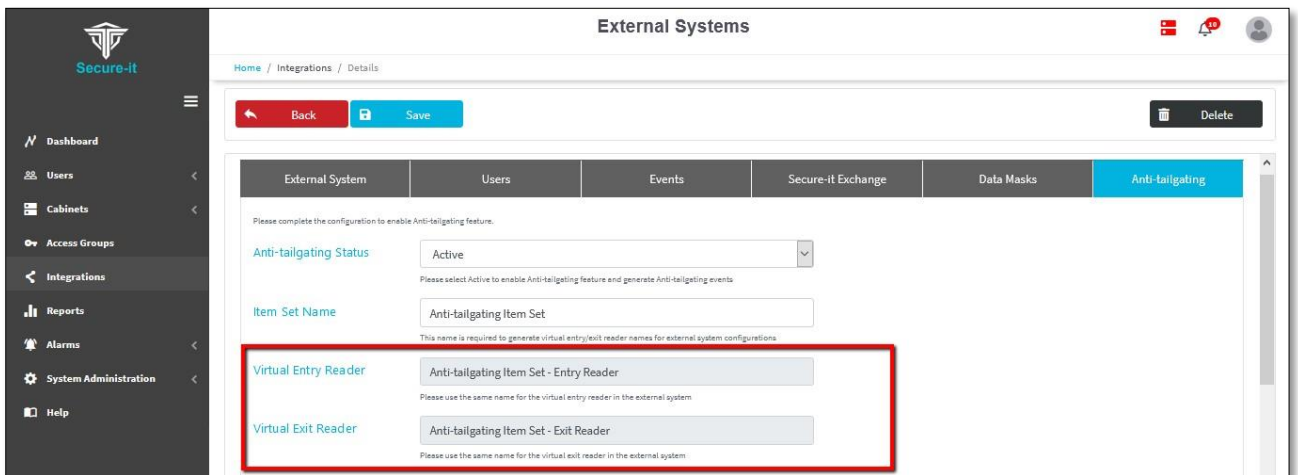 External Systems
10
Secure-it
Home / Integrations / Details
Back
Save
Delete
Dashboard
Users
Cabinets
Access Groups
Integrations
Reports
Alarms
System Administration
Help
External System
Users
Events
Secure-it Exchange
Data Masks
Anti-tailgating
Please complete the configuration to enable Anti-tailgating feature.
Anti-tailgating Status
Active
Please select Active to enable Anti-tailgating feature and generate Anti-tailgating events
Item Set Name
Anti-tailgating Item Set
This name is required to generate virtual entry/exit reader names for external system configurations
Virtual Entry Reader
Anti-tailgating Item Set - Entry Reader
Please use the same name for the virtual entry reader in the external system
Virtual Exit Reader
Anti-tailgating Item Set - Exit Reader
Please use the same name for the virtual exit reader in the external system